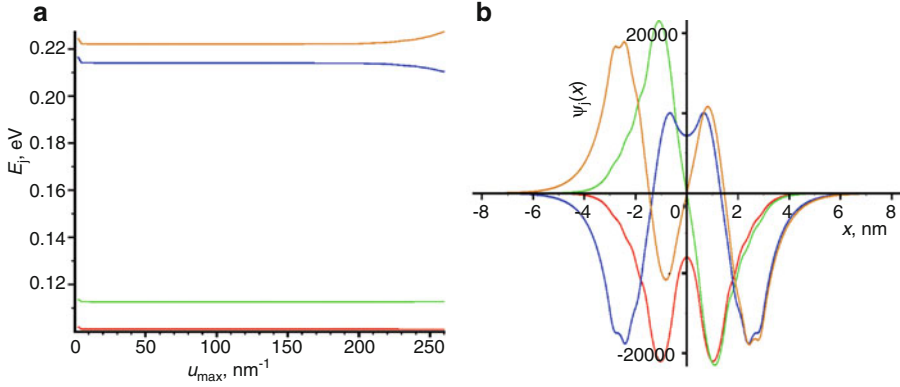 a
E_j, eV
0.22
0.20
0.18
0.16
0.14
0.12
0 50 100 150 200 250
u_max, nm⁻¹
b
ψ_j(x)
20000
-20000
-8 -6 -4 -2 0 2 4 6 8
x, nm